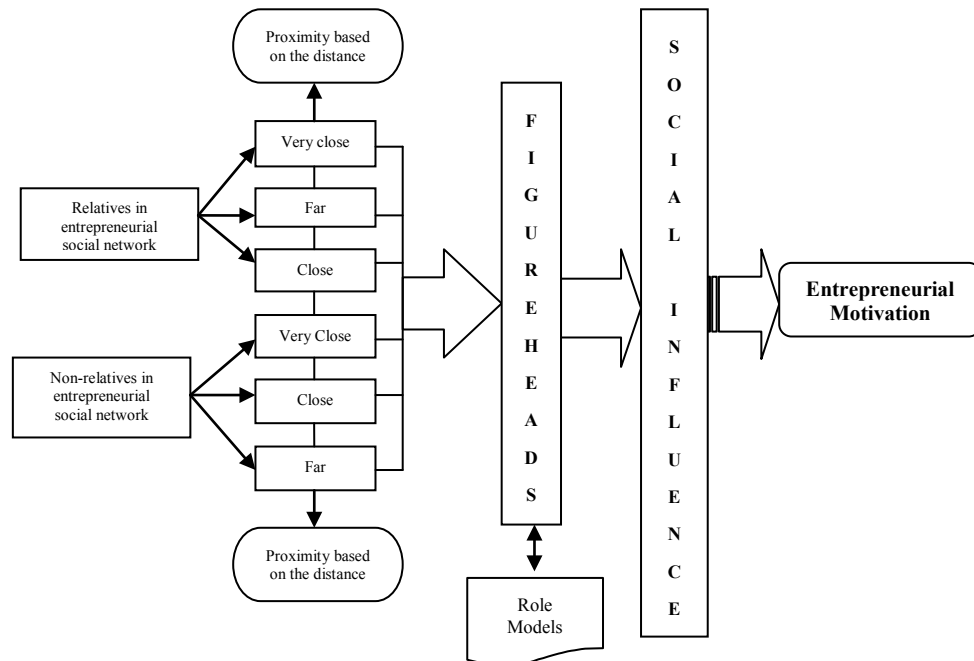 Proximity based
on the distance
Very close
Far
Close
Very Close
Close
Far
Proximity based
on the distance
Relatives in
entrepreneurial
social network
Non-relatives in
entrepreneurial
social network
F
I
G
U
R
E
H
E
A
D
S
Role
Models
S
O
C
I
A
L
I
N
F
L
U
E
N
C
E
Entrepreneurial
Motivation